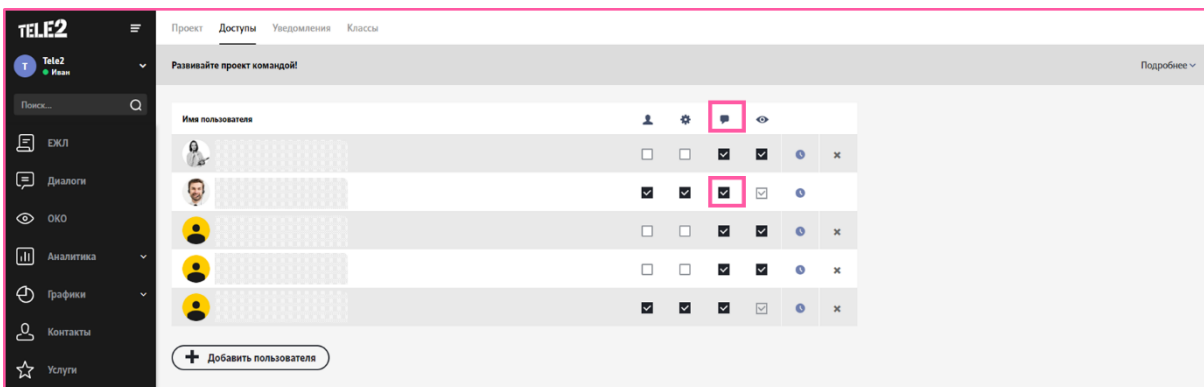 TELE2
Проект Доступы Уведомления Классы
T
Tele2
Иван
Развивайте проект командой!
Подробнее
Поиск...
Имя пользователя
ЕЖЛ
Диалоги
ОКО
Аналитика
Графики
Контакты
Услуги
Добавить пользователя